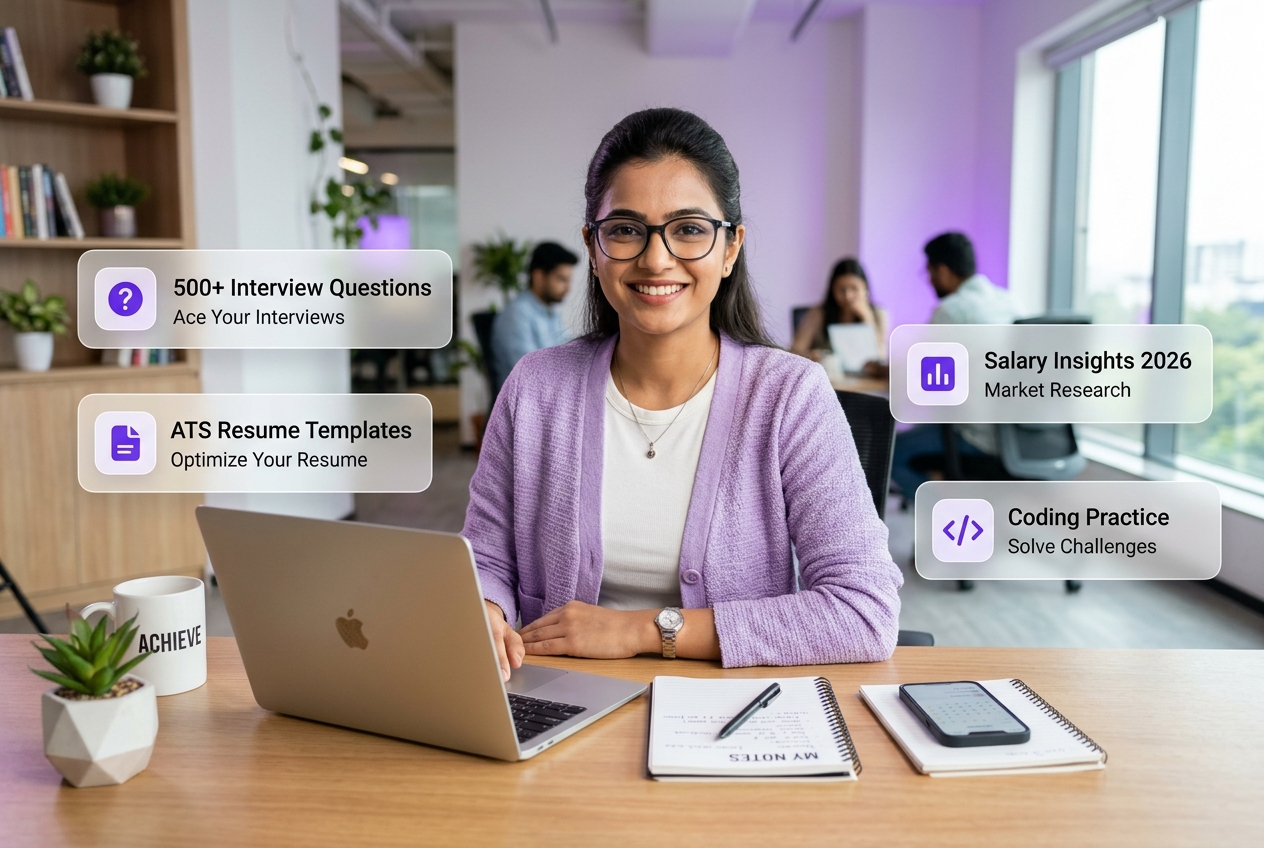 500+ Interview Questions
Ace Your Interviews
ATS Resume Templates
Optimize Your Resume
Salary Insights 2026
Market Research
Coding Practice
Solve Challenges
ACHIEVE
MY NOTES